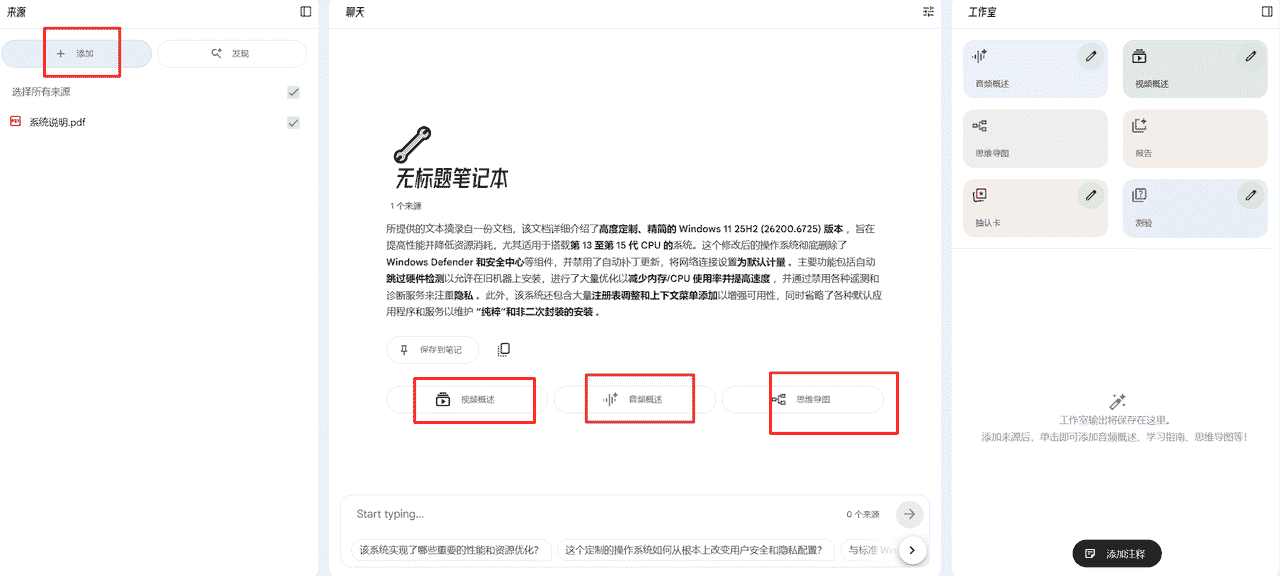 来源
添加
发现
选择所有来源
系统说明.pdf
聊天
无标题笔记本
1 个来源
所提供的文本摘录自一份文档，该文档详细介绍了高度定制、精简的 Windows 11 25H2 (26200.6725) 版本 ，旨在
提高性能并降低资源消耗，尤其适用于搭载第 13 至第 15 代 CPU 的系统。这个修改后的操作系统彻底删除了
Windows Defender 和安全中心等组件，并禁用了自动补丁更新，将网络连接设置为默认计量 。主要功能包括自动
跳过硬件检测以允许在旧机器上安装，进行了大量优化以减少内存/CPU 使用率并提高速度 ，并通过禁用各种遥测和
诊断服务来注重隐私 。此外，该系统还包含大量注册表调整和上下文菜单添加以增强可用性，同时省略了各种默认应
用程序和服务以维护 “纯粹”和非二次封装的安装 。
保存到笔记
视频概述
音频概述
思维导图
Start typing...
0 个来源
该系统实现了哪些重要的性能和资源优化？
这个定制的操作系统如何从根本上改变用户安全和隐私配置？
与标准 Win
工作室
音频概述
视频概述
思维导图
报告
抽认卡
测验
工作室输出将保存在这里。
添加来源后，单击即可添加音频概述、学习指南、思维导图等！
添加注释